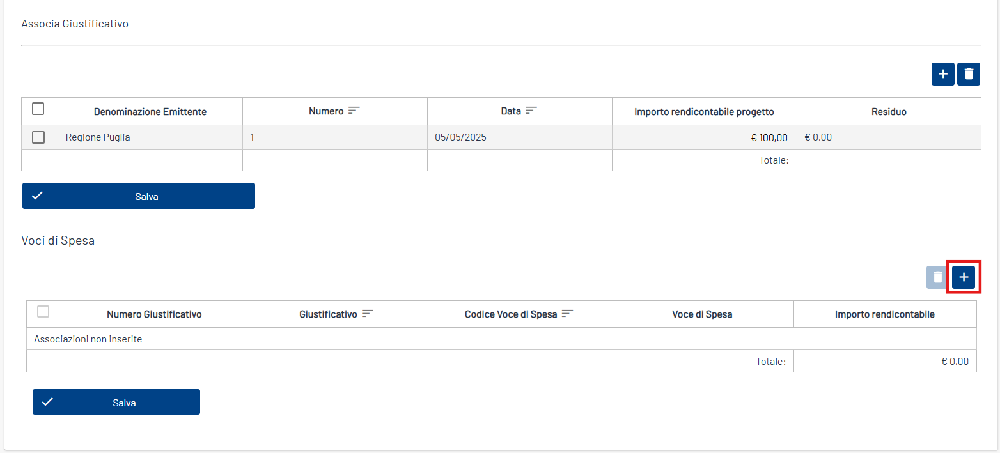 Associa Giustificativo
Denominazione Emittente Numero Data Importo rendicontabile progetto Residuo
Regione Puglia 1 05/05/2025 € 100,00 € 0,00
Totale:
Salva
Voci di Spesa
Numero Giustificativo Giustificativo Codice Voce di Spesa Voce di Spesa Importo rendicontabile
Associazioni non inserite
Totale: € 0,00
Salva